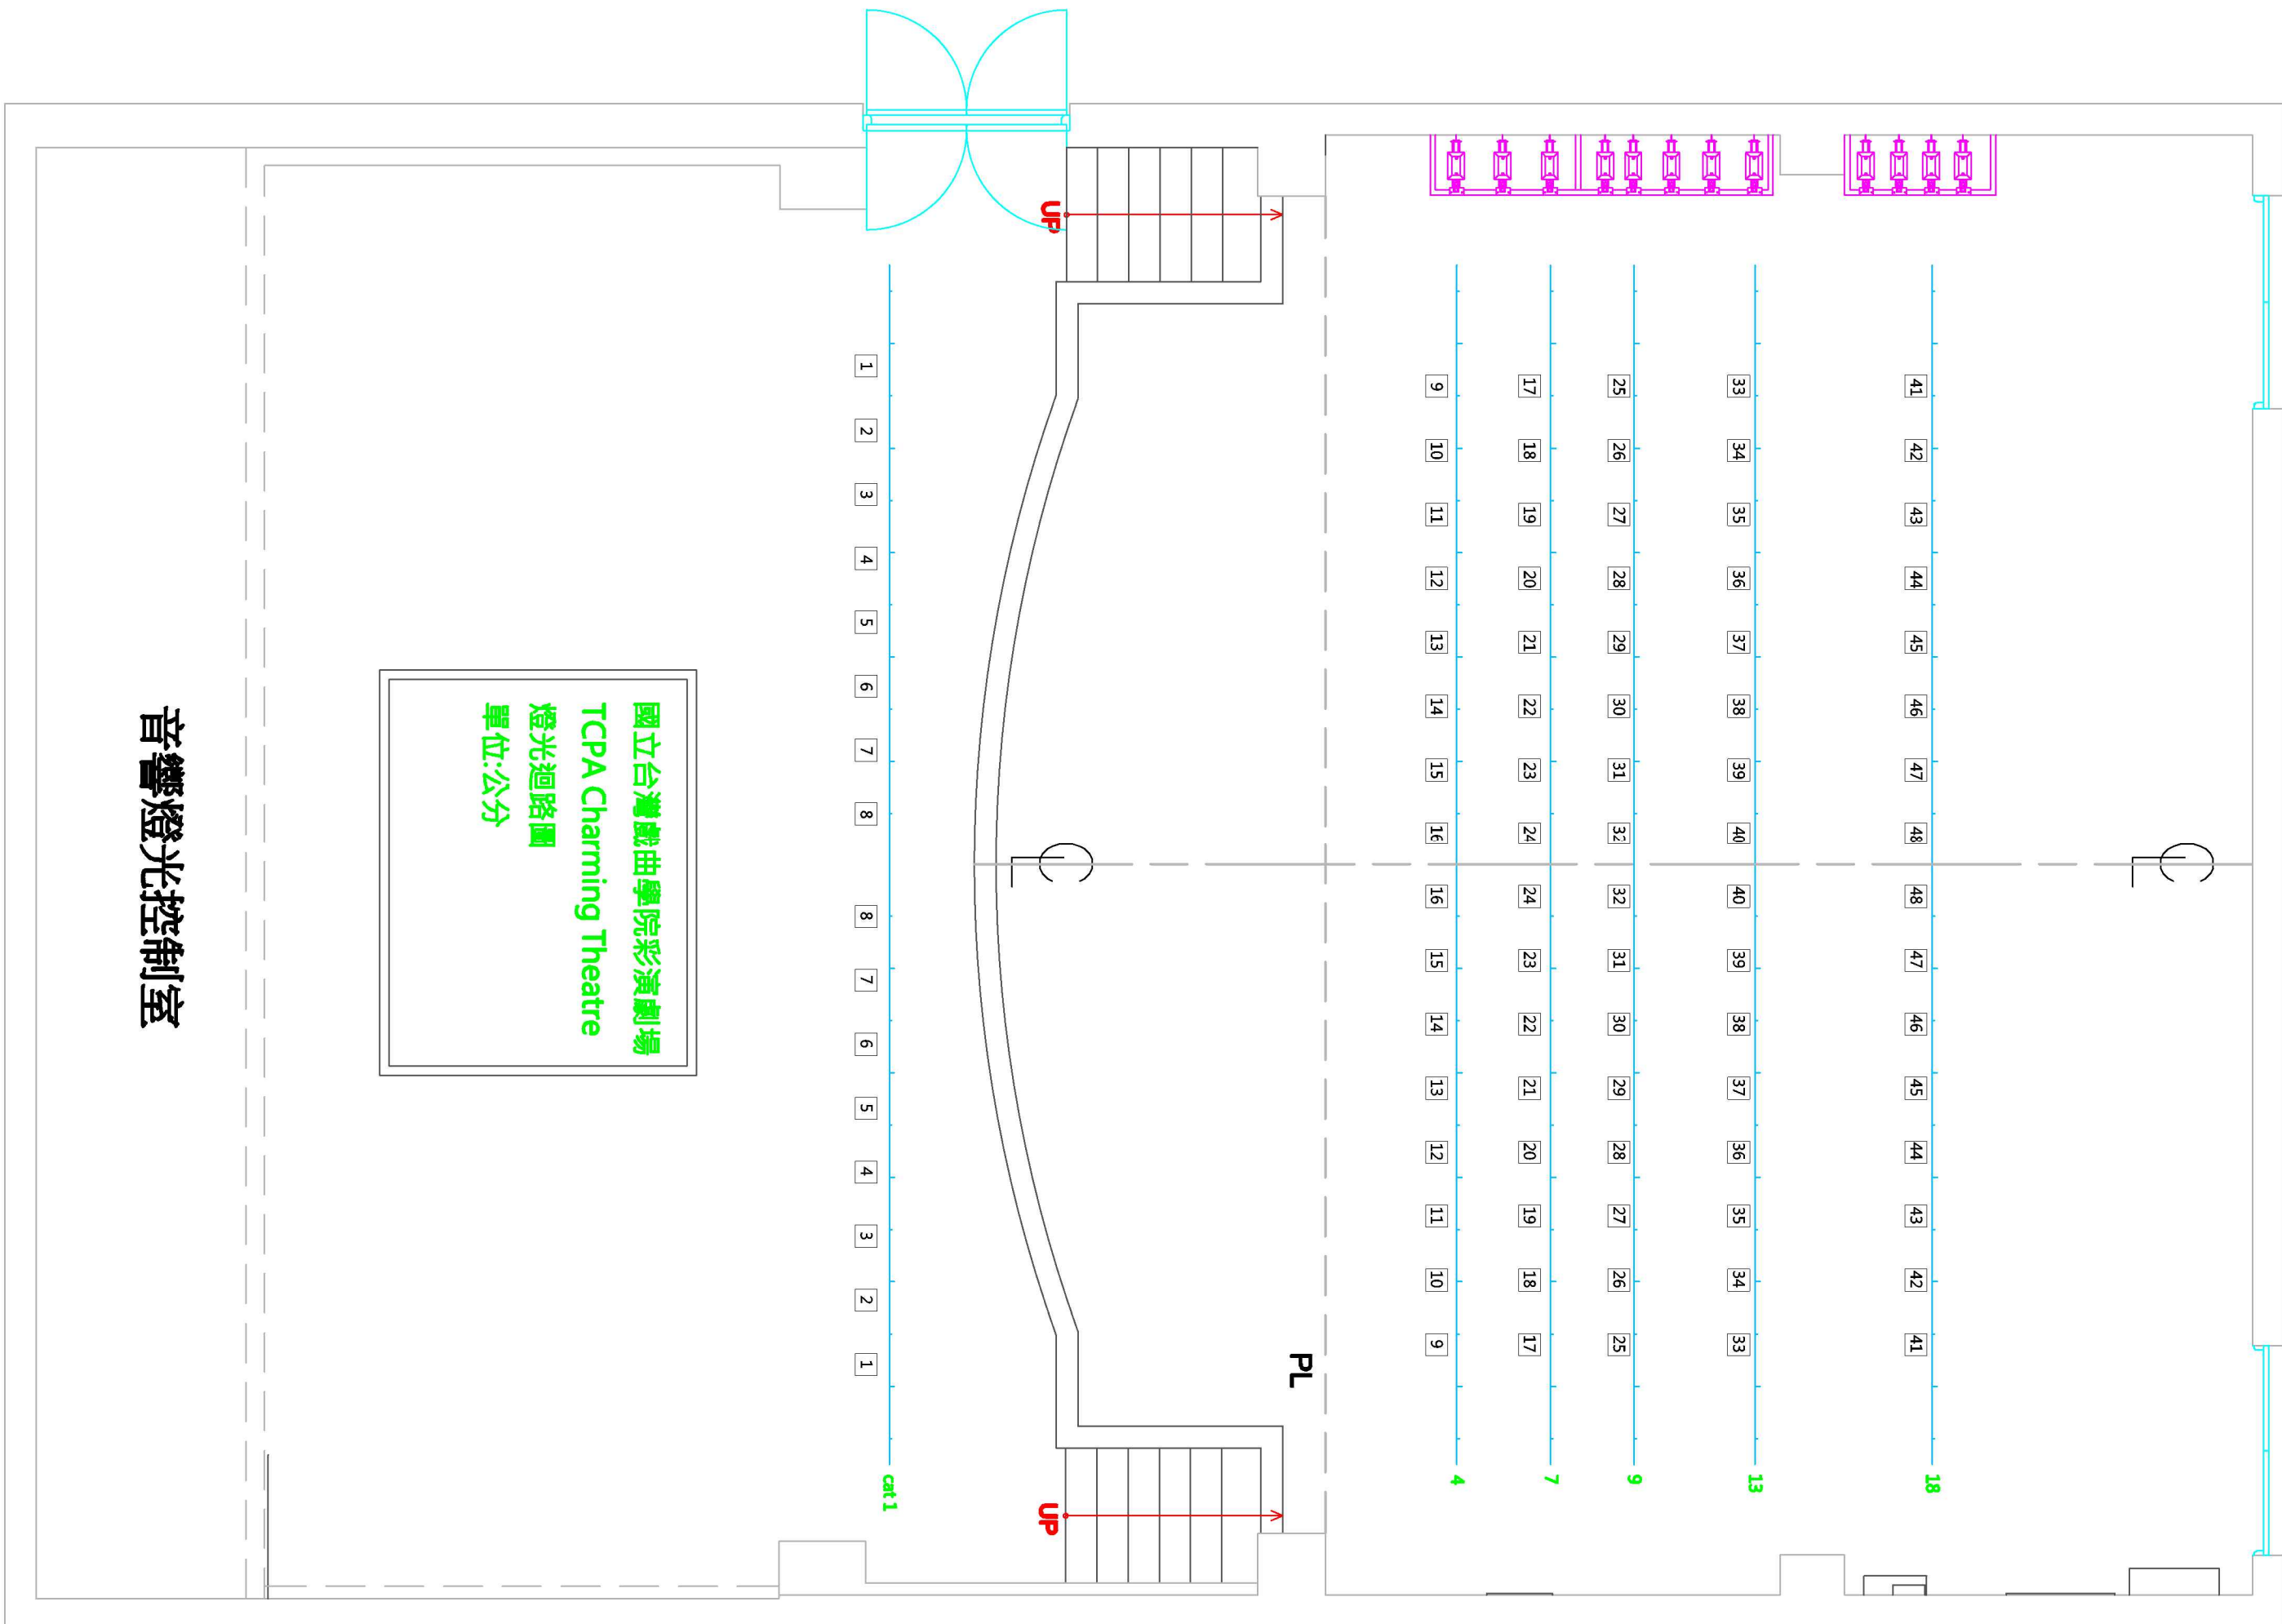 CL
41 42 43 44 45 46 47 48 48 47 46 45 44 43 42 41 18
33 34 35 36 37 38 39 40 40 39 38 37 36 35 34 33 13
25 26 27 28 29 30 31 32 32 31 30 29 28 27 26 25 9
17 18 19 20 21 22 23 24 24 23 22 21 20 19 18 17 7
9 10 11 12 13 14 15 16 16 15 14 13 12 11 10 9 4
PL
UP CL UP
1 2 3 4 5 6 7 8 8 7 6 5 4 3 2 1 cat 1
國立台灣戲曲學院彩演劇場
TCPA Charming Theatre
燈光迴路圖
單位:公分
音響燈光控制室